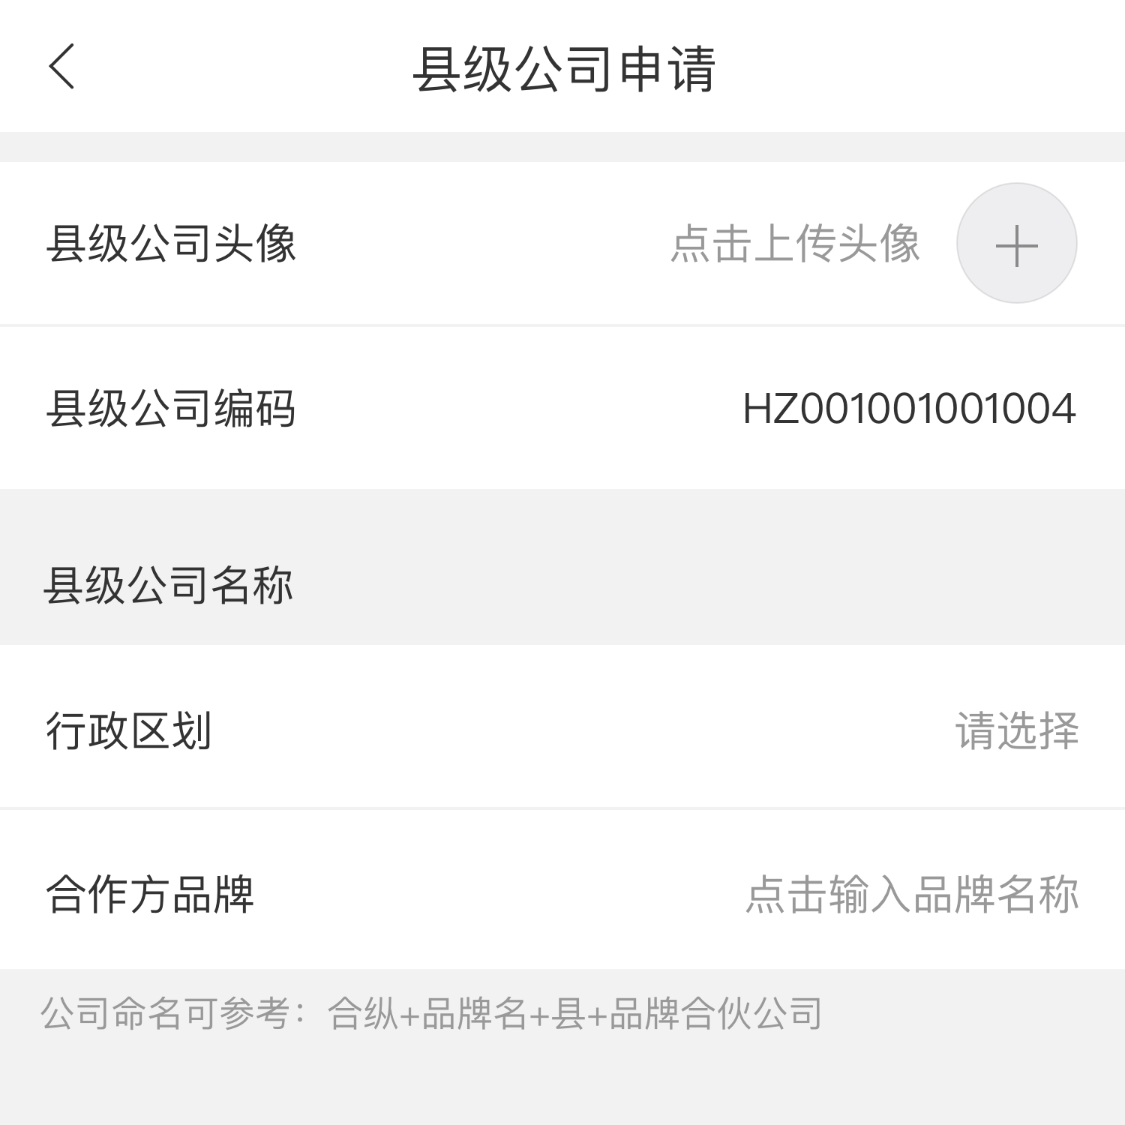 县级公司申请
县级公司头像 点击上传头像
县级公司编码 HZ001001001004
县级公司名称
行政区划 请选择
合作方品牌 点击输入品牌名称
公司命名可参考：合纵+品牌名+县+品牌合伙公司